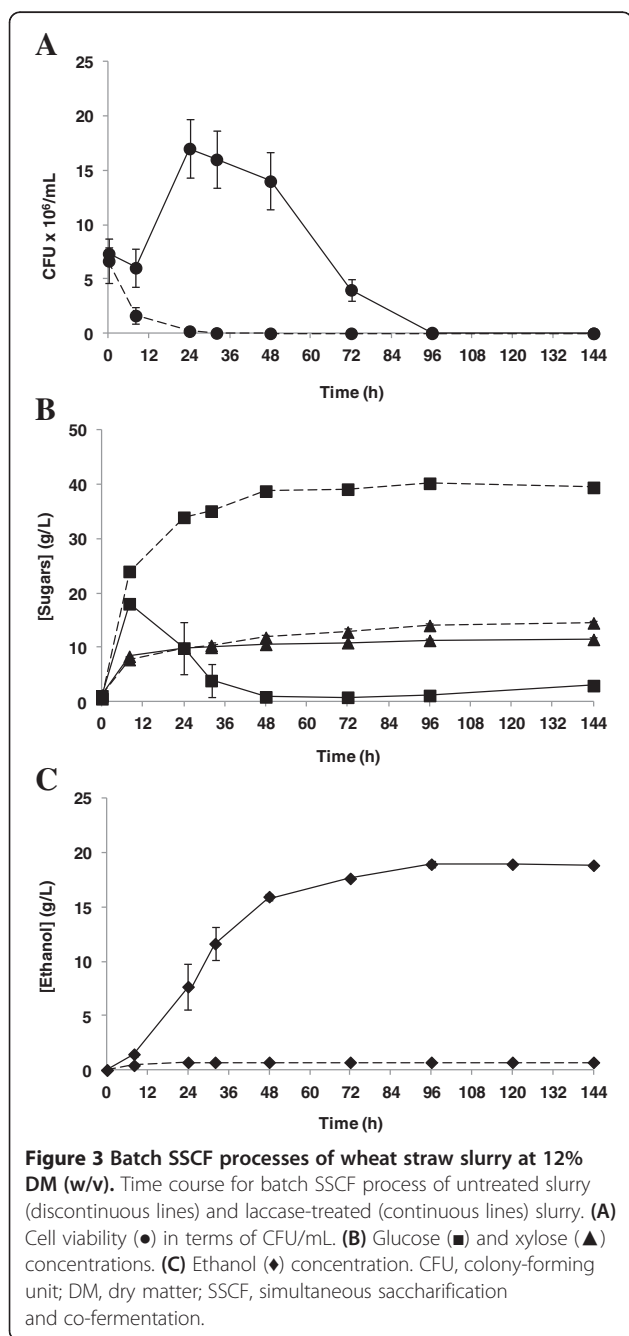 A
25
20
15
10
5
0
CFU x 10⁶/mL
0 12 24 36 48 60 72 84 96 108 120 132 144
Time (h)
B
50
40
30
20
10
0
[Sugars] (g/L)
0 12 24 36 48 60 72 84 96 108 120 132 144
Time (h)
C
25
20
15
10
5
0
[Ethanol] (g/L)
0 12 24 36 48 60 72 84 96 108 120 132 144
Time (h)
Figure 3 Batch SSCF processes of wheat straw slurry at 12%
DM (w/v). Time course for batch SSCF process of untreated slurry
(discontinuous lines) and laccase-treated (continuous lines) slurry. (A)
Cell viability (●) in terms of CFU/mL. (B) Glucose (■) and xylose (▲)
concentrations. (C) Ethanol (♦) concentration. CFU, colony-forming
unit; DM, dry matter; SSCF, simultaneous saccharification
and co-fermentation.